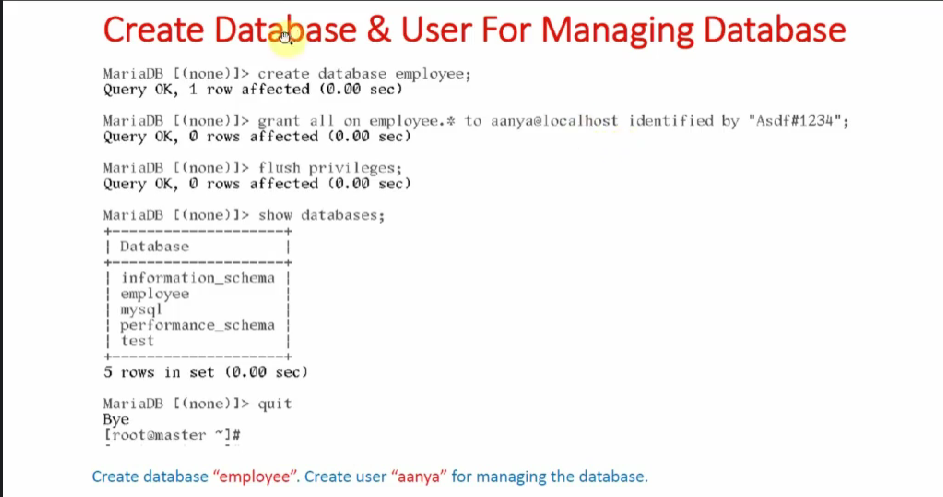 Create Database & User For Managing Database
MariaDB [(none)]> create database employee;
Query OK, 1 row affected (0.00 sec)
MariaDB [(none)]> grant all on employee.* to aanya@localhost identified by "Asdf#1234";
Query OK, 0 rows affected (0.00 sec)
MariaDB [(none)]> flush privileges;
Query OK, 0 rows affected (0.00 sec)
MariaDB [(none)]> show databases;
+--------------------+
| Database           |
+--------------------+
| information_schema |
| employee           |
| mysql              |
| performance_schema |
| test               |
+--------------------+
5 rows in set (0.00 sec)
MariaDB [(none)]> quit
Bye
[root@master ~]#
Create database “employee”. Create user “aanya” for managing the database.